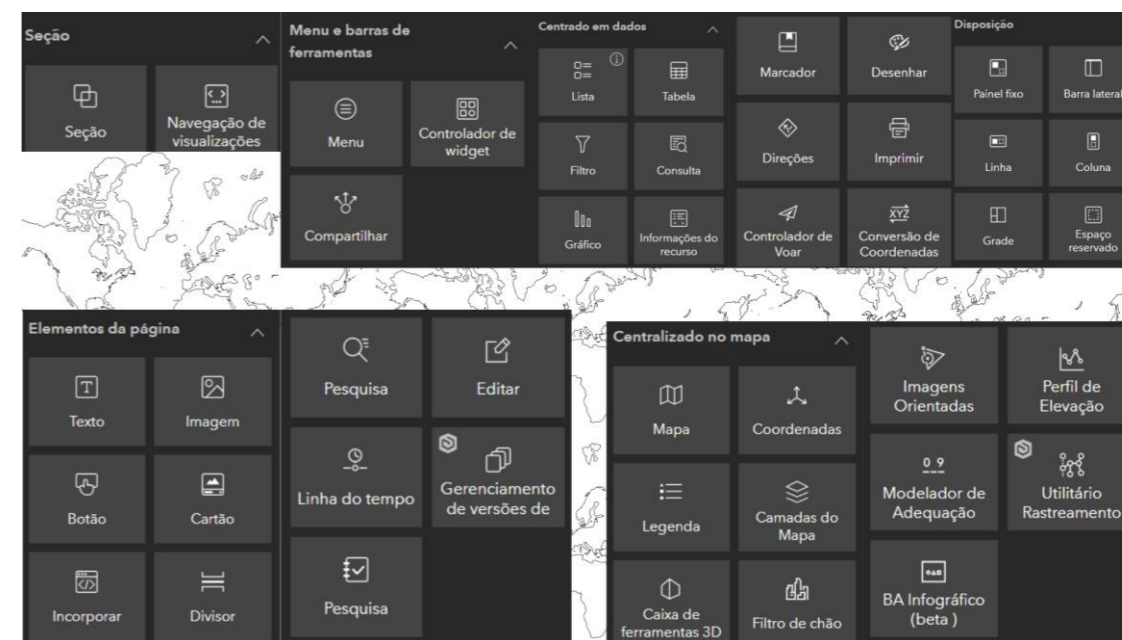 Seção
Seção
Navegação de
visualizações
Menu e barras de
ferramentas
Menu
Controlador de
widget
Compartilhar
Centrado em dados
Lista
Tabela
Filtro
Consulta
Gráfico
Informações do
recurso
Marcador
Desenhar
Direções
Imprimir
Controlador de
Voar
XYZ
Conversão de
Coordenadas
Disposição
Painel fixo
Barra lateral
Linha
Coluna
Grade
Espaço
reservado
Elementos da página
T
Texto
Imagem
Botão
Cartão
Incorporar
Divisor
Pesquisa
Editar
Linha do tempo
Gerenciamento
de versões de
Pesquisa
Centralizado no mapa
Mapa
Coordenadas
Legenda
Camadas do
Mapa
Caixa de
ferramentas 3D
Filtro de chão
Imagens
Orientadas
Perfil de
Elevação
0 9
Modelador de
Adequação
Utilitário
Rastreamento
BA Infográfico
(beta )